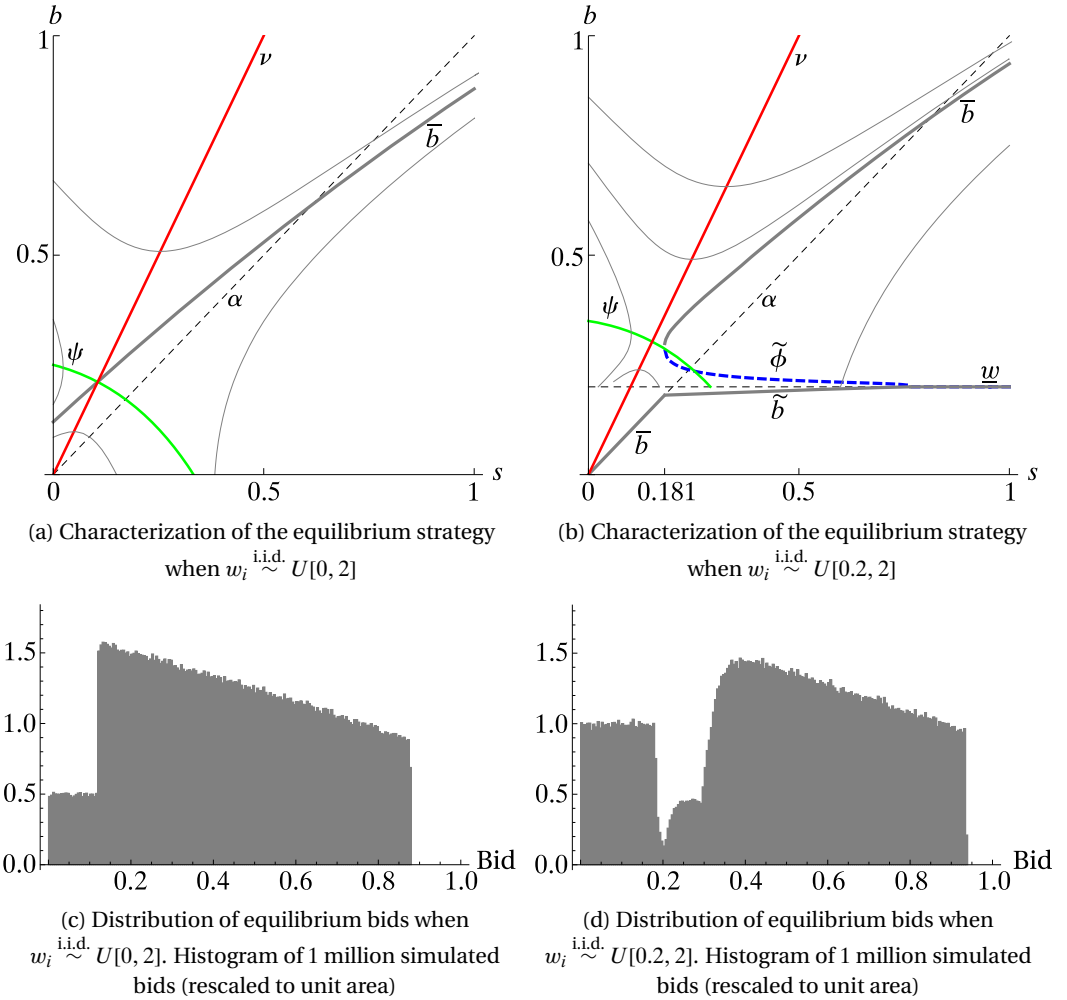 b
1
ν
b̅
0.5
α
ψ
0
0.5
1
s
(a) Characterization of the equilibrium strategy
when w_i i.i.d. ∼ U[0, 2]
b
1
ν
b̅
0.5
α
ψ
ϕ̃
w̲
b̃
b̅
0
0.181
0.5
1
s
(b) Characterization of the equilibrium strategy
when w_i i.i.d. ∼ U[0.2, 2]
1.5
1.0
0.5
0.0
0.2
0.4
0.6
0.8
1.0
Bid
(c) Distribution of equilibrium bids when
w_i i.i.d. ∼ U[0, 2]. Histogram of 1 million simulated
bids (rescaled to unit area)
1.5
1.0
0.5
0.0
0.2
0.4
0.6
0.8
1.0
Bid
(d) Distribution of equilibrium bids when
w_i i.i.d. ∼ U[0.2, 2]. Histogram of 1 million simulated
bids (rescaled to unit area)